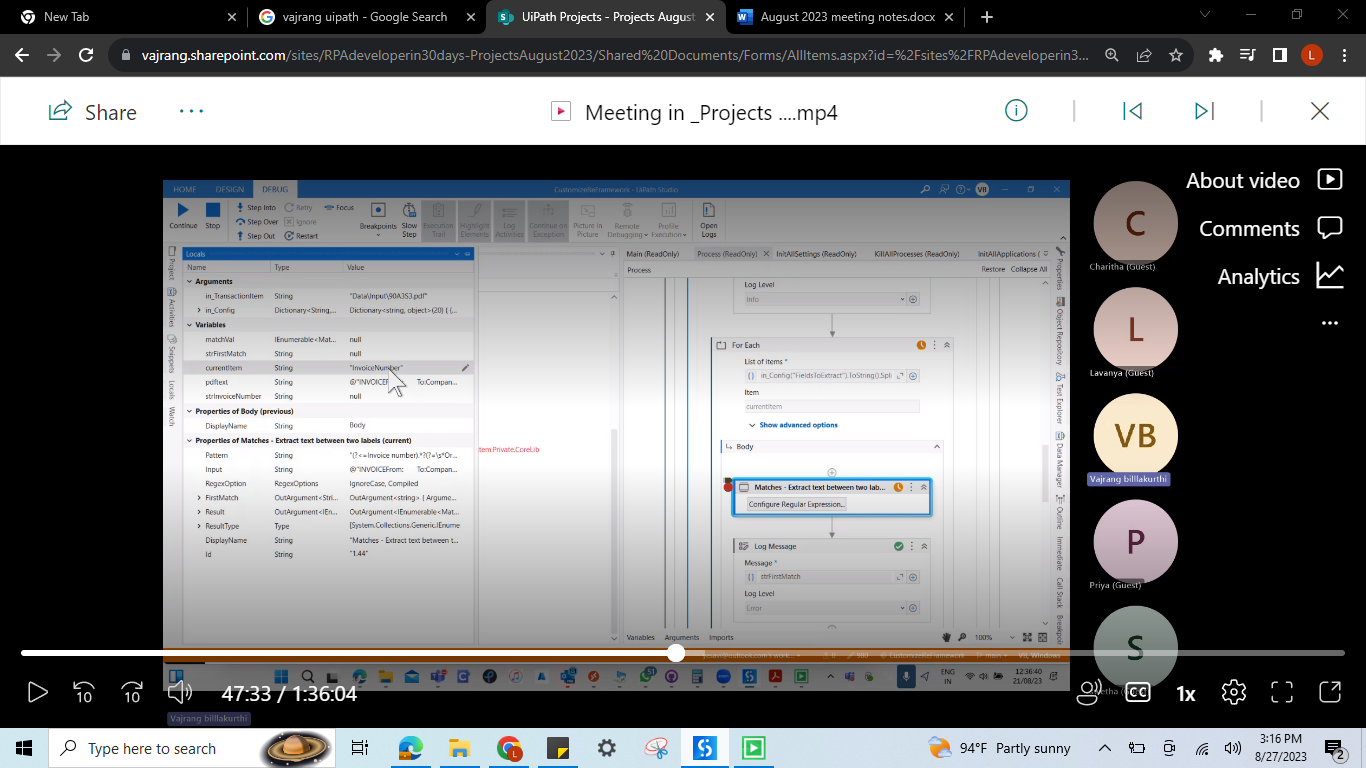 New Tab
vajrang uipath - Google Search
UiPath Projects - Projects August
August 2023 meeting notes.docx
vajrang.sharepoint.com/sites/RPAdeveloperin30days-ProjectsAugust2023/Shared%20Documents/Forms/AllItems.aspx?id=%2Fsites%2FRPAdeveloperin3...
L
Share
Meeting in _Projects ....mp4
About video
Comments
Analytics
HOME DESIGN DEBUG
CustomizeReFramework - UiPath Studio
VB
Continue
Stop
Step Into
Step Over
Step Out
Retry
Ignore
Restart
Focus
Breakpoints
Slow Step
Execution Trail
Highlight Elements
Log Activities
Continue on Exception
Picture in Picture
Remote Debugging
Profile Execution
Open Logs
Project
Activities
Snippets
Locals
Watch
Locals
Name Type Value
Arguments
in_TransactionItem String "Data\Input\90A3S3.pdf"
in_Config Dictionary<String,... Dictionary<string, object>(20) { {...
Variables
matchVal IEnumerable<Mat... null
strFirstMatch String null
currentItem String "InvoiceNumber"
pdftext String @"INVOICEF To:Compan...
strInvoiceNumber String null
Properties of Body (previous)
DisplayName String Body
Properties of Matches - Extract text between two labels (current)
Pattern String "(?<=Invoice number).*?(?=\s*Or...
Input String @"INVOICEFrom: To:Compan...
RegexOption RegexOptions IgnoreCase, Compiled
FirstMatch OutArgument<Stri... OutArgument<string> { Argume...
Result OutArgument<IEn... OutArgument<IEnumerable<Mat...
ResultType Type [System.Collections.Generic.IEnume
DisplayName String "Matches - Extract text between t...
Id String "1.44"
tem.Private.CoreLib
Main (ReadOnly)
Process (ReadOnly)
InitAllSettings (ReadOnly)
KillAllProcesses (ReadOnly)
InitAllApplications (
Process
Restore Collapse All
Log Level
Info
For Each
List of items *
in_Config("FieldsToExtract").ToString().Spli
Item
currentItem
Show advanced options
Body
Matches - Extract text between two lab...
Configure Regular Expression...
Log Message
Message *
strFirstMatch
Log Level
Error
Variables Arguments Imports
100%
Properties
Object Repository
Test Explorer
Data Manager
Outline
Immediate
Call Stack
Breakpoin
CustomizeReFramework
main
VB, Windows
ENG
IN
12:36:40
21/08/23
C
Charitha (Guest)
L
Lavanya (Guest)
VB
Vajrang billlakurthi
P
Priya (Guest)
S
47:33 / 1:36:04
10
10
1x
Vajrang billlakurthi
Type here to search
94°F Partly sunny
3:16 PM
8/27/2023
2